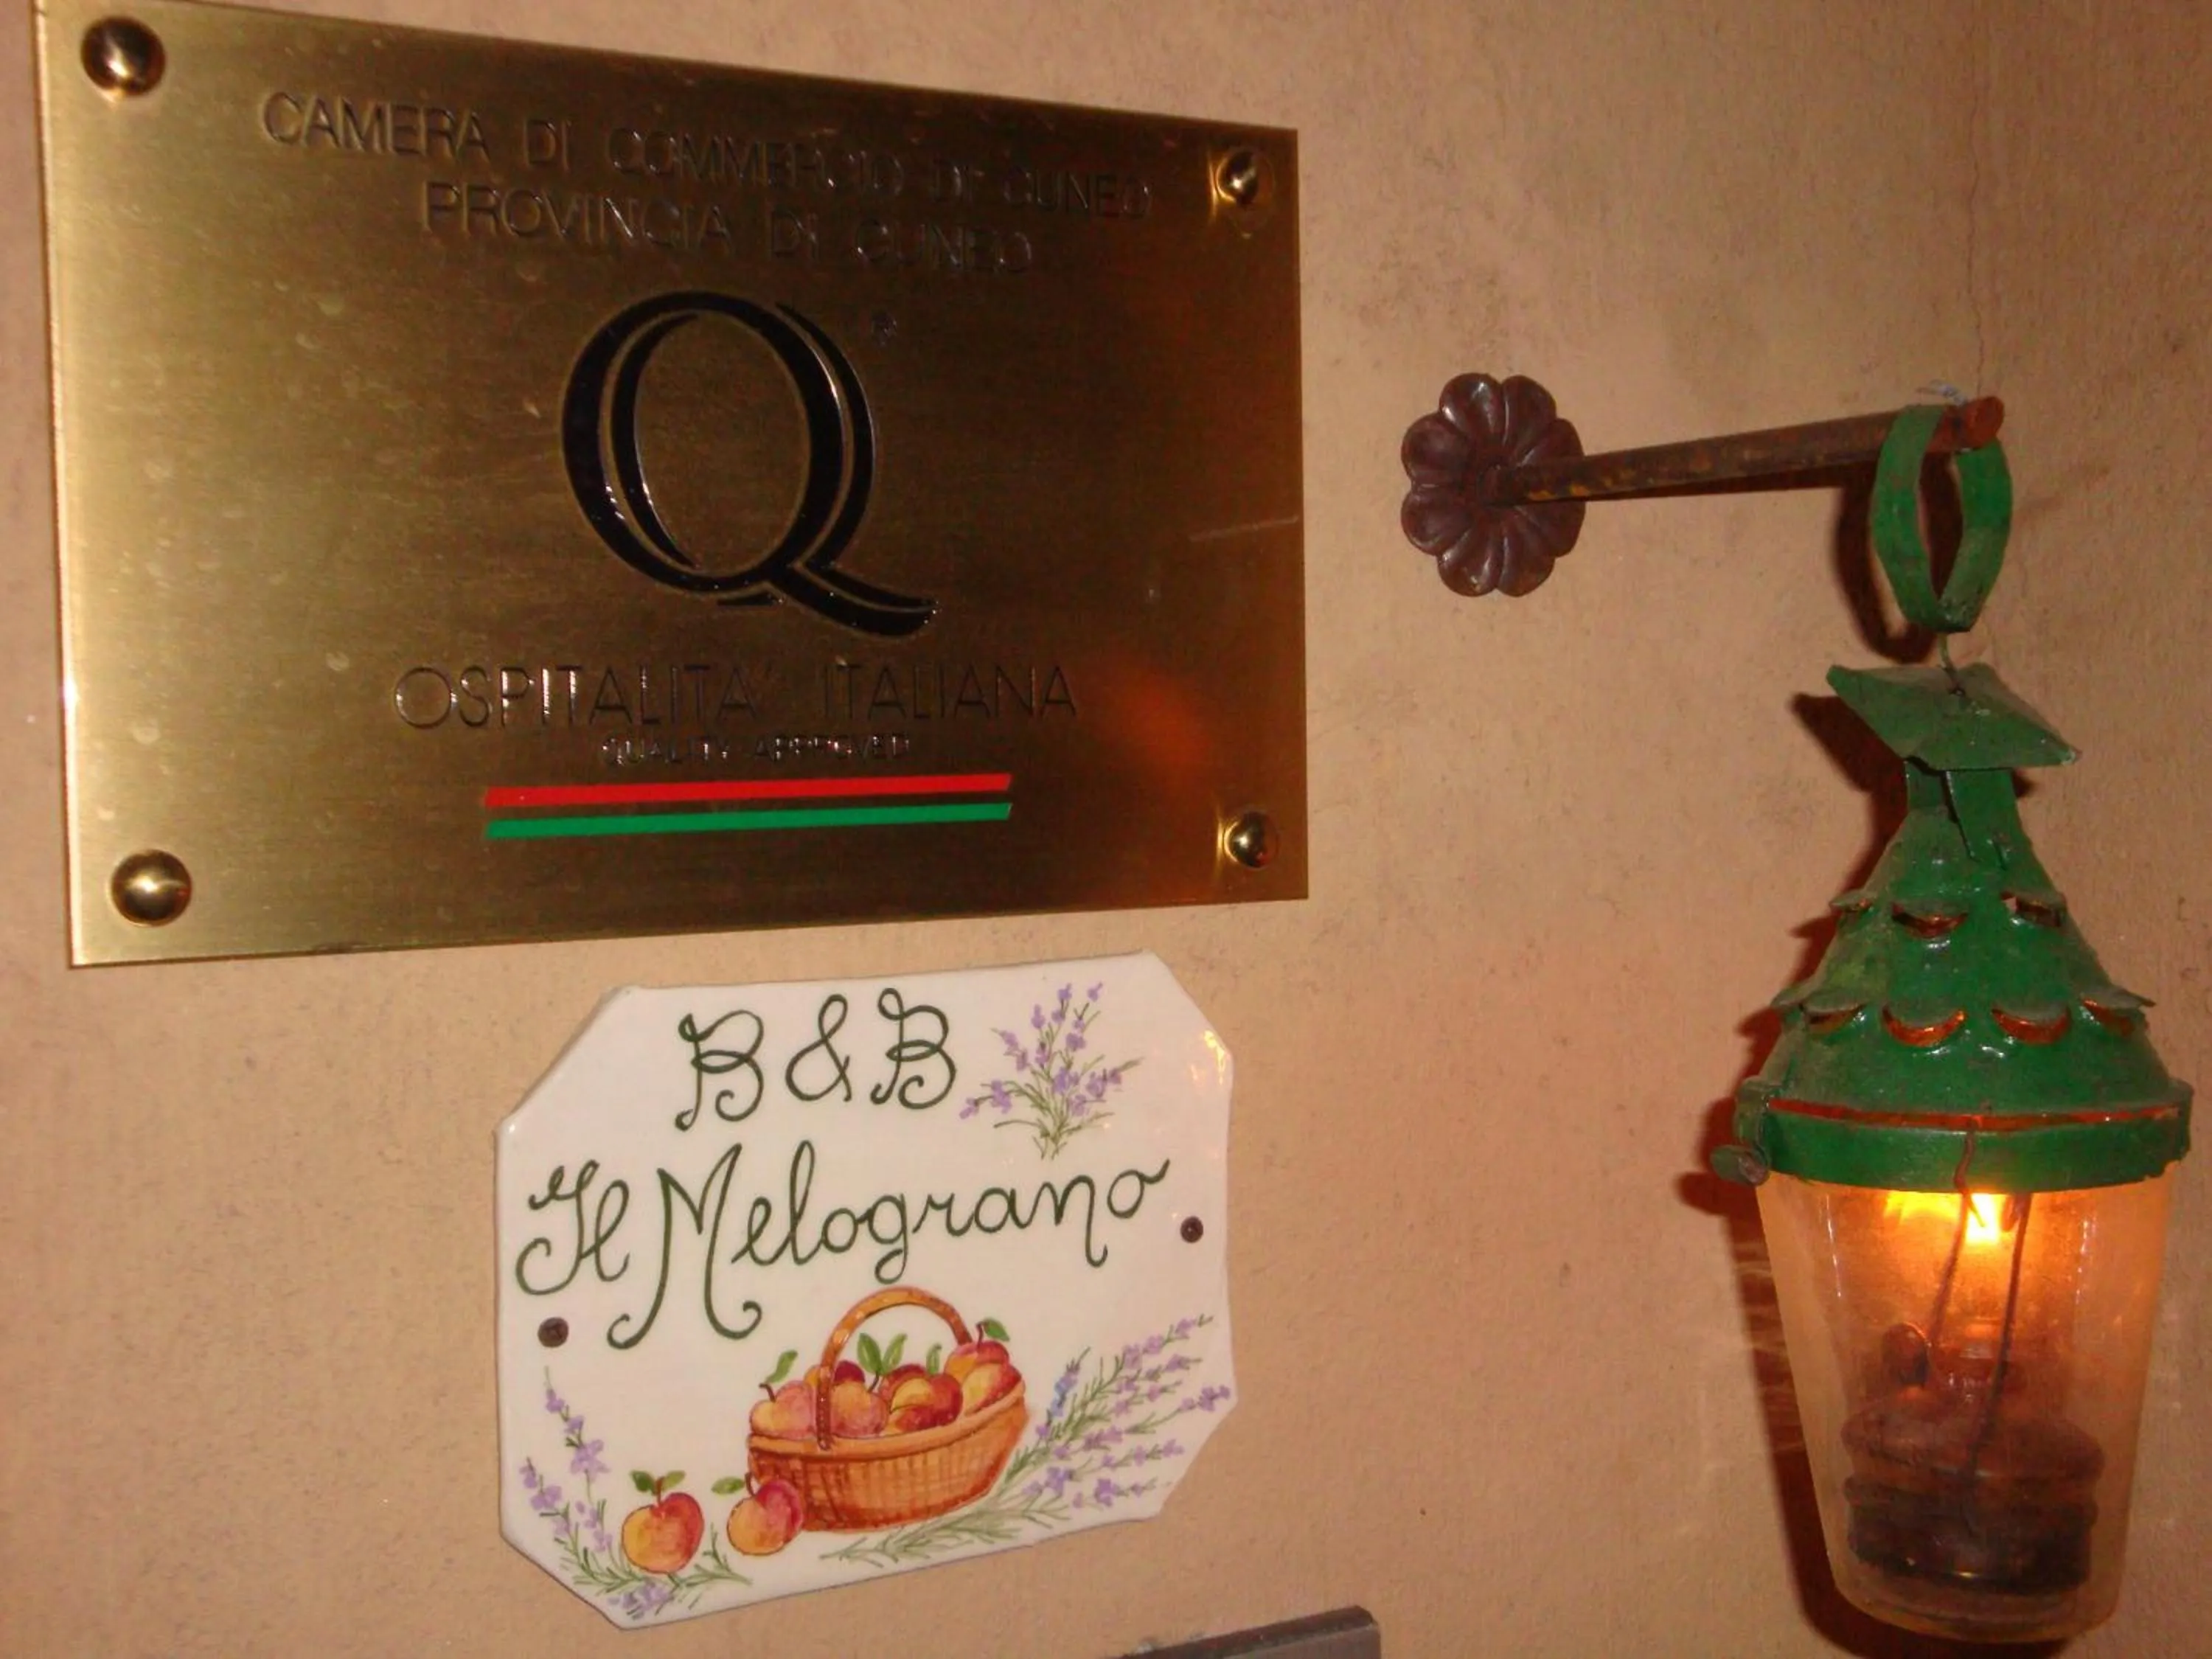 CAMERA DI COMMERCIO DI CUNEO
PROVINCIA DI CUNEO
Q ®
OSPITALITA' ITALIANA
QUALITY APPROVED
B & B
Il Melograno